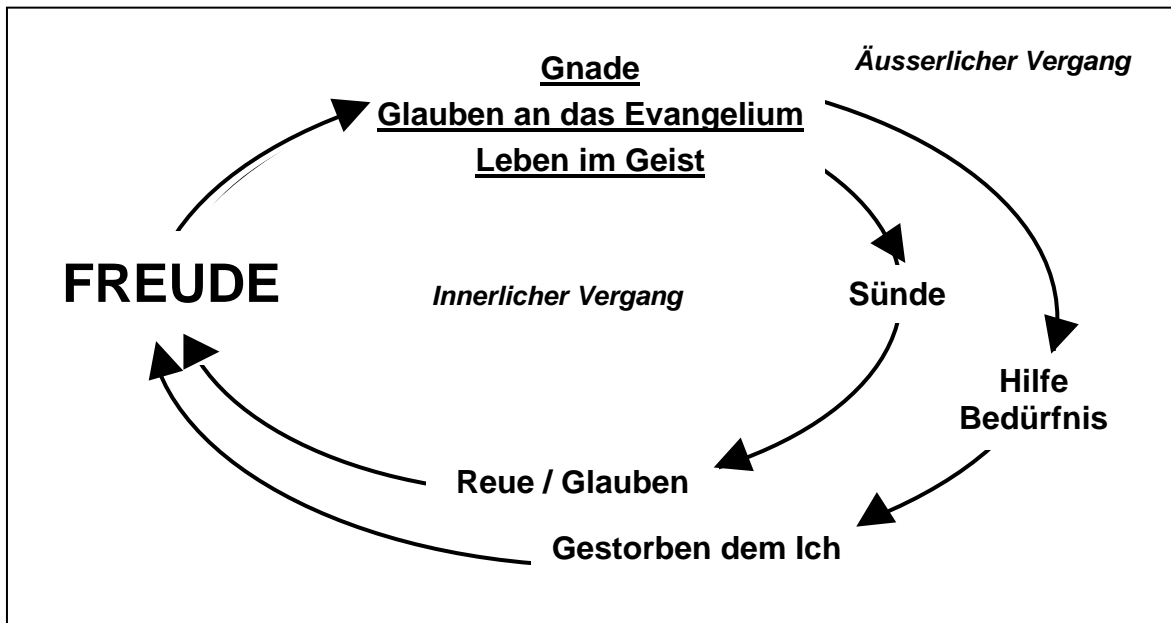 Äusserlicher Vergang
Gnade
Glauben an das Evangelium
Leben im Geist
FREUDE
Innerlicher Vergang
Sünde
Hilfe
Bedürfnis
Reue / Glauben
Gestorben dem Ich